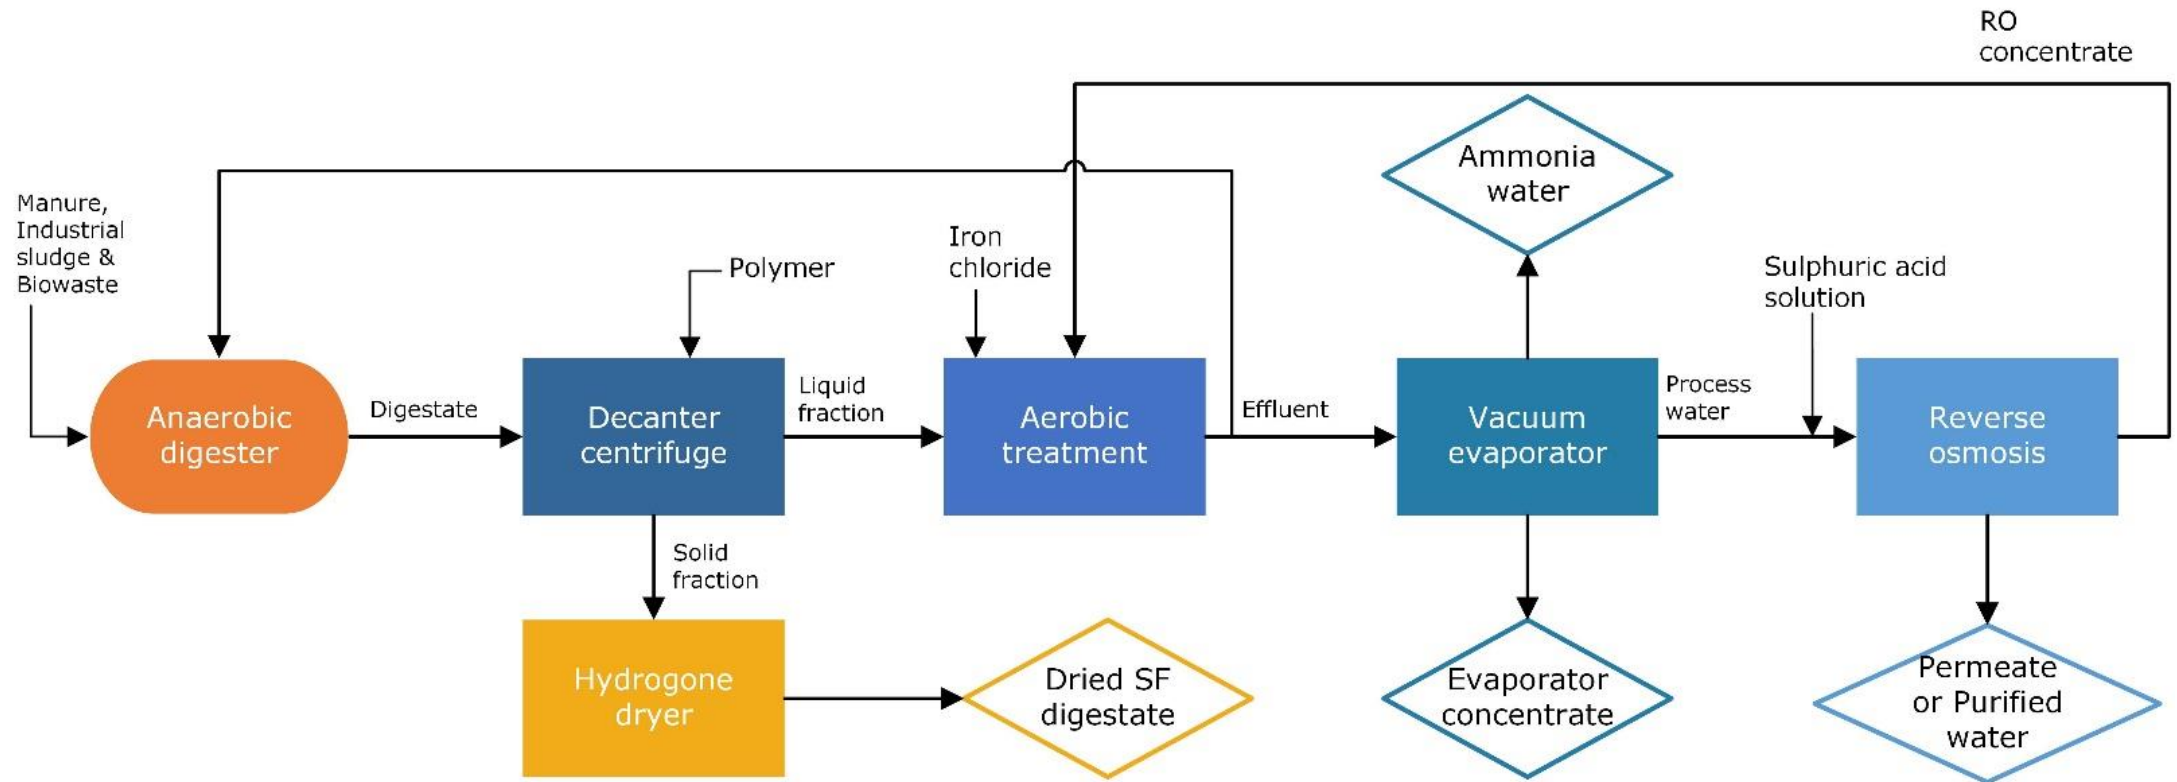 RO
concentrate
Ammonia
water
Manure,
Industrial
sludge &
Biowaste
Iron
chloride
Polymer
Sulphuric acid
solution
Anaerobic
digester
Digestate
Decanter
centrifuge
Liquid
fraction
Aerobic
treatment
Effluent
Vacuum
evaporator
Process
water
Reverse
osmosis
Solid
fraction
Hydrogone
dryer
Dried SF
digestate
Evaporator
concentrate
Permeate
or Purified
water